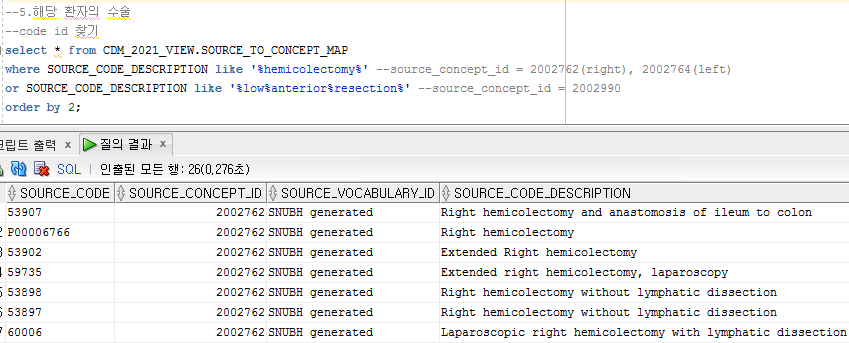 --5.해당 환자의 수술
--code id 찾기
select * from CDM_2021_VIEW.SOURCE_TO_CONCEPT_MAP
where SOURCE_CODE_DESCRIPTION like '%hemicolectomy%' --source_concept_id = 2002762(right), 2002764(left)
or SOURCE_CODE_DESCRIPTION like '%low%anterior%resection%' --source_concept_id = 2002990
order by 2;
크립트 출력 x 질의 결과 x
SQL | 인출된 모든 행: 26(0,276초)
SOURCE_CODE SOURCE_CONCEPT_ID SOURCE_VOCABULARY_ID SOURCE_CODE_DESCRIPTION
53907 2002762 SNUBH generated Right hemicolectomy and anastomosis of ileum to colon
2 P00006766 2002762 SNUBH generated Right hemicolectomy
3 53902 2002762 SNUBH generated Extended Right hemicolectomy
4 59735 2002762 SNUBH generated Extended right hemicolectomy, laparoscopy
5 53898 2002762 SNUBH generated Right hemicolectomy without lymphatic dissection
53897 2002762 SNUBH generated Right hemicolectomy without lymphatic dissection
7 60006 2002762 SNUBH generated Laparoscopic right hemicolectomy with lymphatic dissection